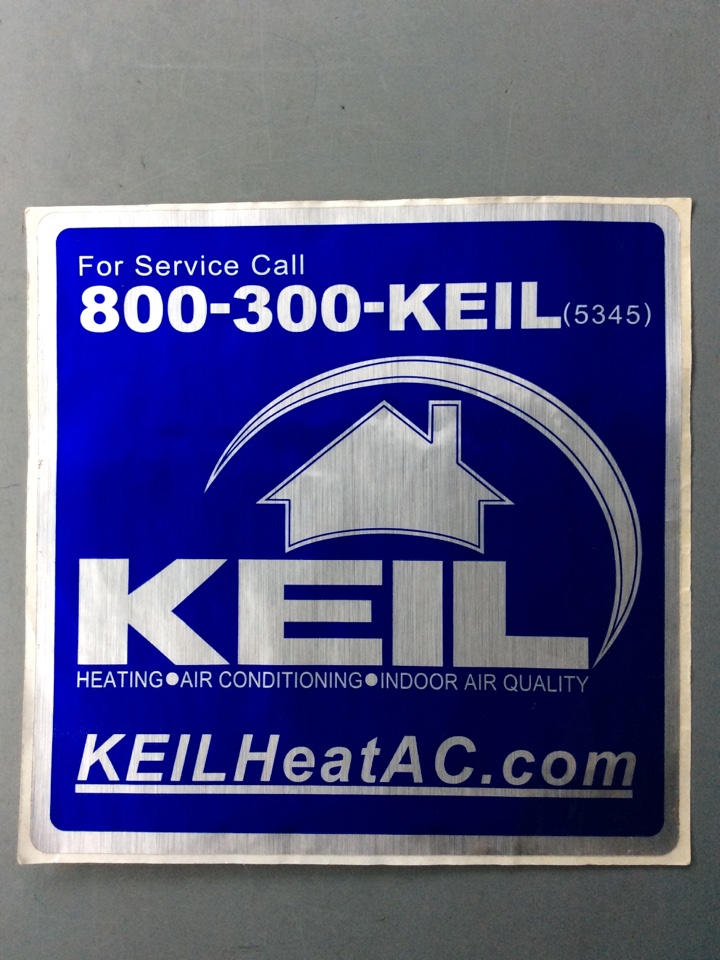 For Service Call
800-300-KEIL (5345)
KEIL
HEATING●AIR CONDITIONING●INDOOR AIR QUALITY
KEILHeatAC.com